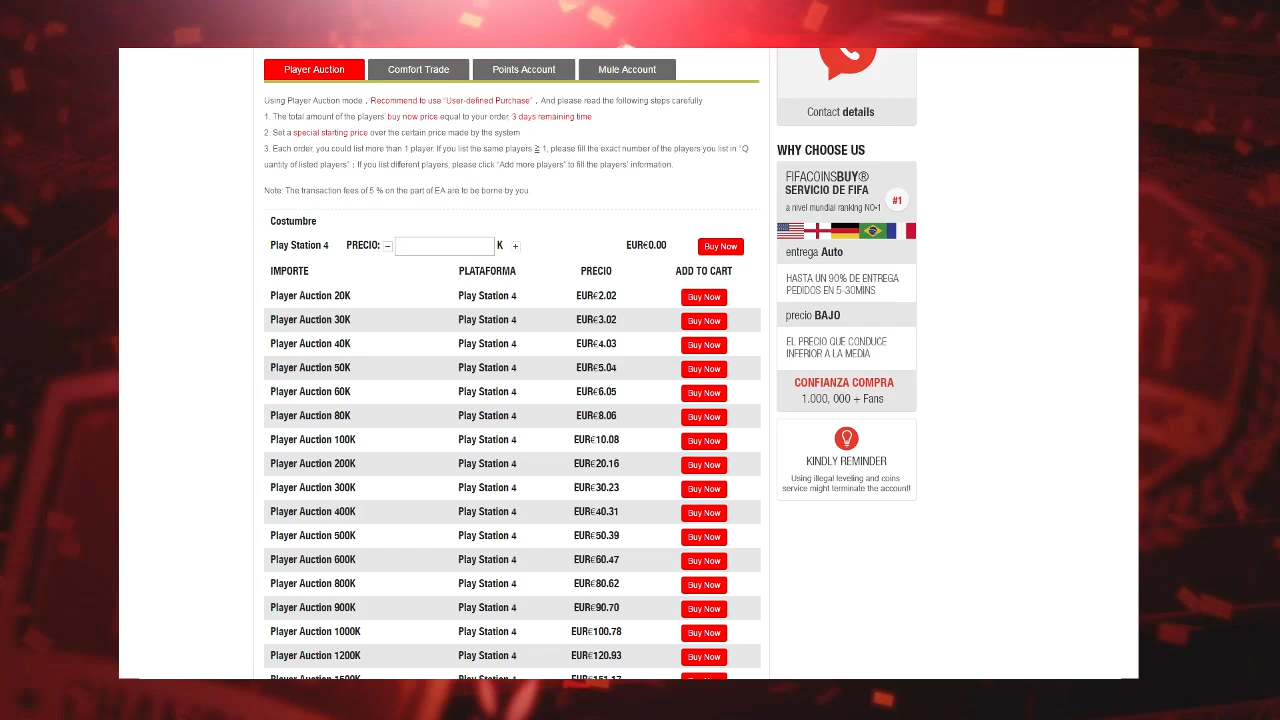 Player Auction
Comfort Trade
Points Account
Mule Account
Using Player Auction mode , Recommend to use "User-defined Purchase" , And please read the following steps carefully
1. The total amount of the players' buy now price equal to your order, 3 days remaining time
2. Set a special starting price over the certain price made by the system
3. Each order, you could list more than 1 player. If you list the same players ≧ 1, please fill the exact number of the players you list in "Q
uantity of listed players" ; If you list different players, please click "Add more players" to fill the players' information.
Note: The transaction fees of 5 % on the part of EA are to be borne by you.
Costumbre
Play Station 4 PRECIO: − K + EUR€0.00 Buy Now
IMPORTE PLATAFORMA PRECIO ADD TO CART
Player Auction 20K Play Station 4 EUR€2.02 Buy Now
Player Auction 30K Play Station 4 EUR€3.02 Buy Now
Player Auction 40K Play Station 4 EUR€4.03 Buy Now
Player Auction 50K Play Station 4 EUR€5.04 Buy Now
Player Auction 60K Play Station 4 EUR€6.05 Buy Now
Player Auction 80K Play Station 4 EUR€8.06 Buy Now
Player Auction 100K Play Station 4 EUR€10.08 Buy Now
Player Auction 200K Play Station 4 EUR€20.16 Buy Now
Player Auction 300K Play Station 4 EUR€30.23 Buy Now
Player Auction 400K Play Station 4 EUR€40.31 Buy Now
Player Auction 500K Play Station 4 EUR€50.39 Buy Now
Player Auction 600K Play Station 4 EUR€60.47 Buy Now
Player Auction 800K Play Station 4 EUR€80.62 Buy Now
Player Auction 900K Play Station 4 EUR€90.70 Buy Now
Player Auction 1000K Play Station 4 EUR€100.78 Buy Now
Player Auction 1200K Play Station 4 EUR€120.93 Buy Now
Contact details
WHY CHOOSE US
FIFACOINSBUY®
SERVICIO DE FIFA
a nivel mundial ranking NO•1
#1
entrega Auto
HASTA UN 90% DE ENTREGA
PEDIDOS EN 5-30MINS
precio BAJO
EL PRECIO QUE CONDUCE
INFERIOR A LA MEDIA
CONFIANZA COMPRA
1.000, 000 + Fans
KINDLY REMINDER
Using illegal leveling and coins
service might terminate the account!